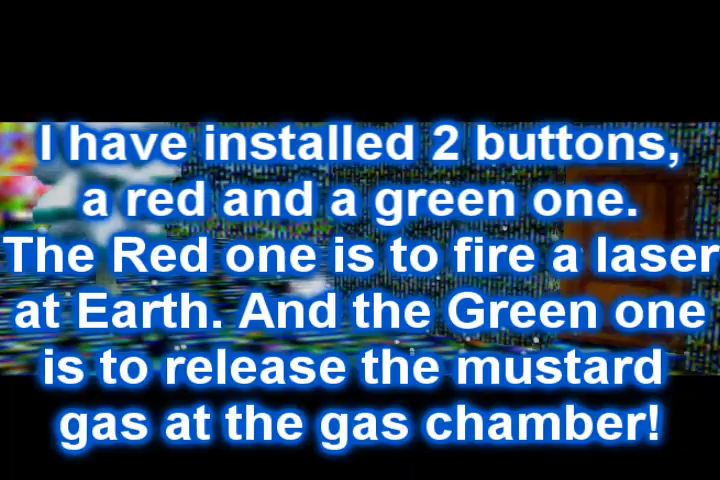 I have installed 2 buttons,
a red and a green one.
The Red one is to fire a laser
at Earth. And the Green one
is to release the mustard
gas at the gas chamber!